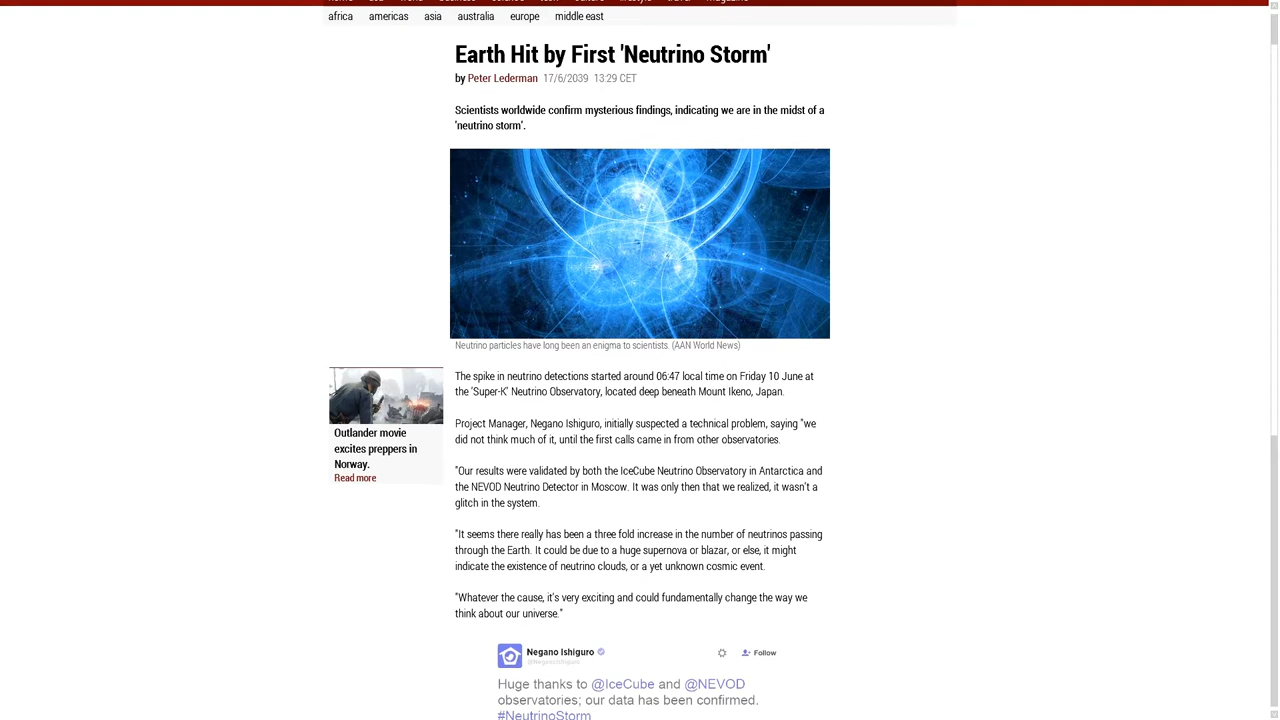 africa americas asia australia europe middle east
Earth Hit by First 'Neutrino Storm'
by Peter Lederman 17/6/2039 13:29 CET
Scientists worldwide confirm mysterious findings, indicating we are in the midst of a
'neutrino storm'.
Neutrino particles have long been an enigma to scientists. (AAN World News)
The spike in neutrino detections started around 06:47 local time on Friday 10 June at
the 'Super-K' Neutrino Observatory, located deep beneath Mount Ikeno, Japan.
Project Manager, Negano Ishiguro, initially suspected a technical problem, saying "we
did not think much of it, until the first calls came in from other observatories.
"Our results were validated by both the IceCube Neutrino Observatory in Antarctica and
the NEVOD Neutrino Detector in Moscow. It was only then that we realized, it wasn't a
glitch in the system.
"It seems there really has been a three fold increase in the number of neutrinos passing
through the Earth. It could be due to a huge supernova or blazar, or else, it might
indicate the existence of neutrino clouds, or a yet unknown cosmic event.
"Whatever the cause, it's very exciting and could fundamentally change the way we
think about our universe."
Outlander movie
excites preppers in
Norway.
Read more
Negano Ishiguro Follow
@NeganoIshiguro
Huge thanks to @IceCube and @NEVOD
observatories; our data has been confirmed.
#NeutrinoStorm